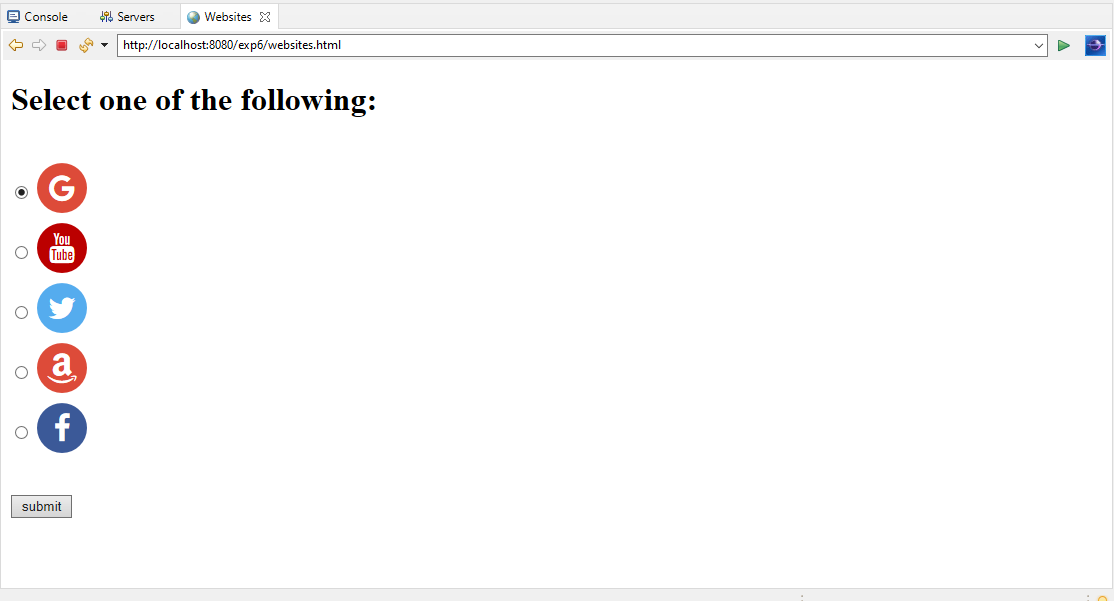 Console Servers Websites
http://localhost:8080/exp6/websites.html
Select one of the following:
G
You
Tube
a
f
submit